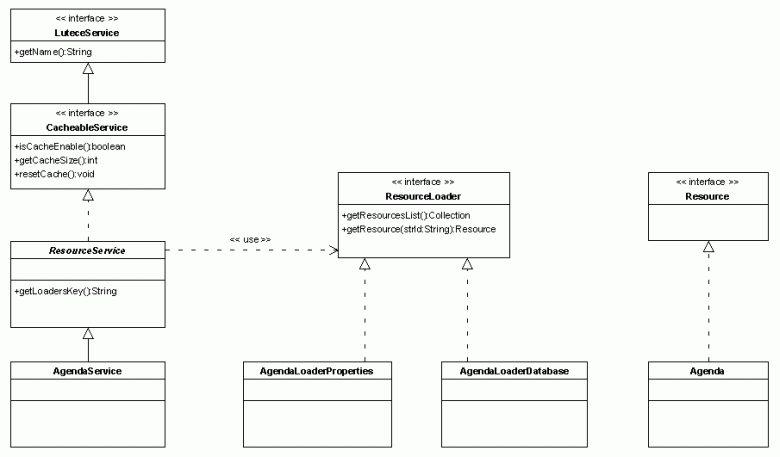 << interface >>
LuteceService
+getName():String
<< interface >>
CacheableService
+isCacheEnable():boolean
+getCacheSize():int
+resetCache():void
<< interface >>
ResourceLoader
+getResourcesList():Collection
+getResource(strId:String):Resource
<< interface >>
Resource
ResourceService
+getLoadersKey():String
<< use >>
AgendaService
AgendaLoaderProperties
AgendaLoaderDatabase
Agenda